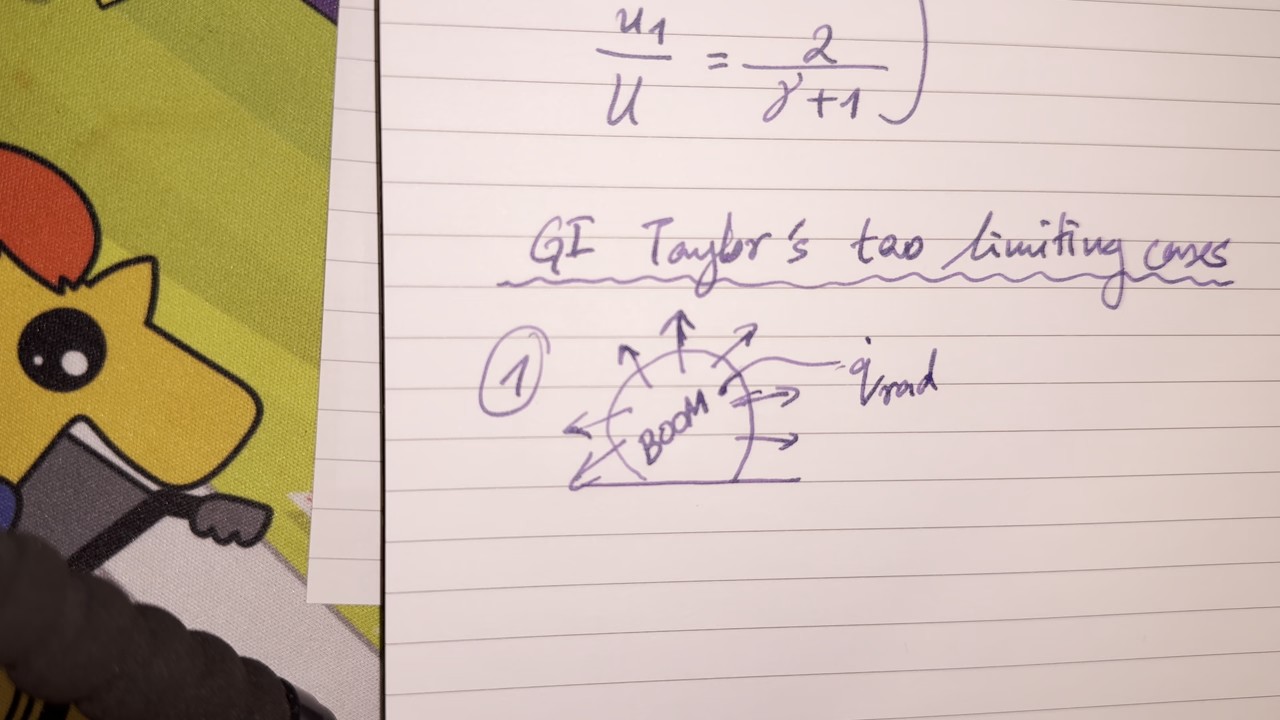 u1/U = 2/(γ+1)
GI Taylor's two limiting cases
① BOOM q̇rad